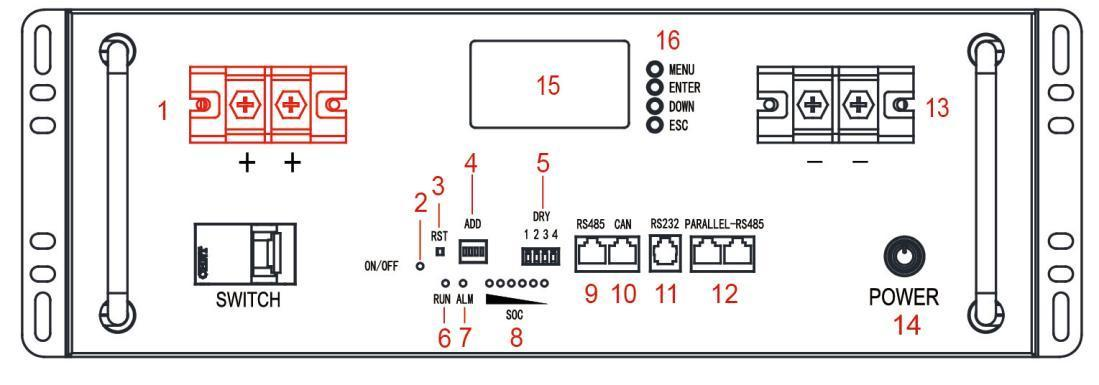 16
MENU
ENTER
DOWN
ESC
15
1
13
+ +
− −
2
3
4
5
RST
ADD
DRY
1 2 3 4
RS485 CAN RS232 PARALLEL-RS485
ON/OFF
RUN ALM
SOC
6
7
8
9
10
11
12
SWITCH
POWER
14